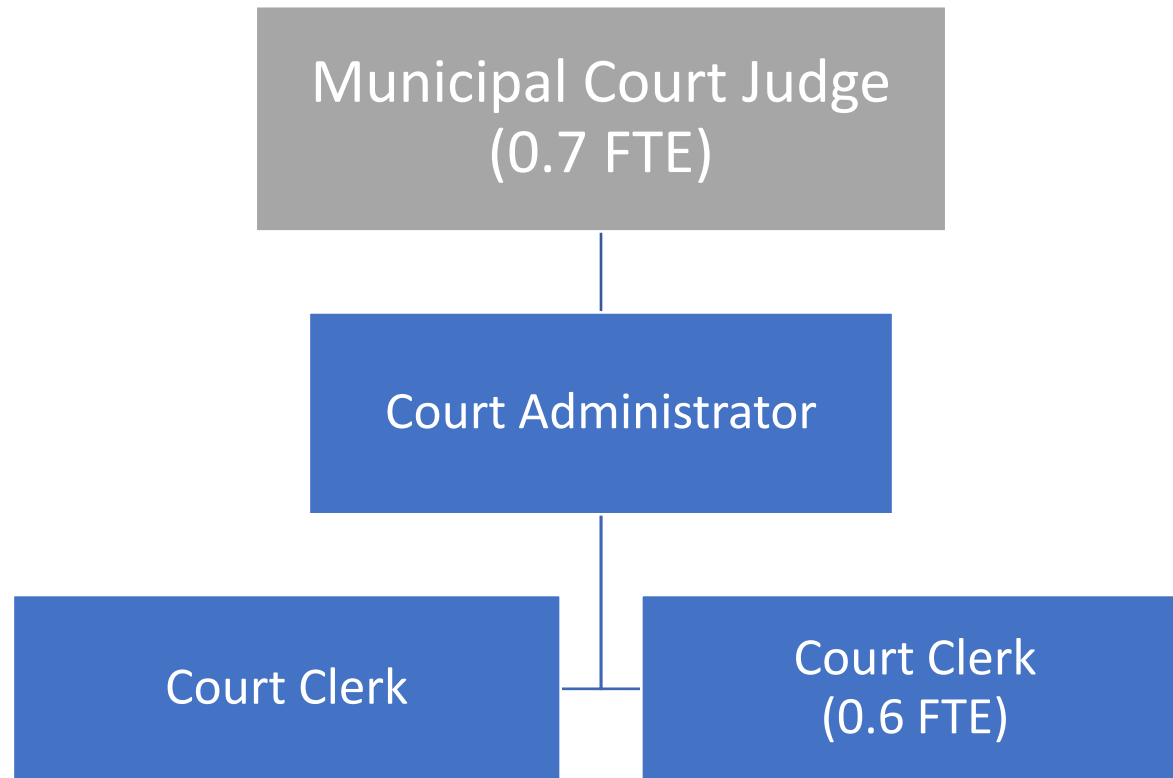 Municipal Court Judge
(0.7 FTE)
Court Administrator
Court Clerk
Court Clerk
(0.6 FTE)